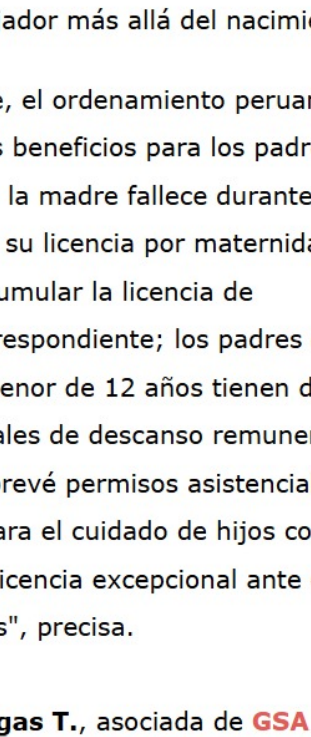 ador más allá del nacimi
, el ordenamiento perua
beneficios para los padr
la madre fallece durante
su licencia por maternida
umular la licencia de
respondiente; los padres
enor de 12 años tienen d
ales de descanso remuner
revé permisos asistencia
ara el cuidado de hijos co
icencia excepcional ante
s", precisa.
gas T., asociada de GSA